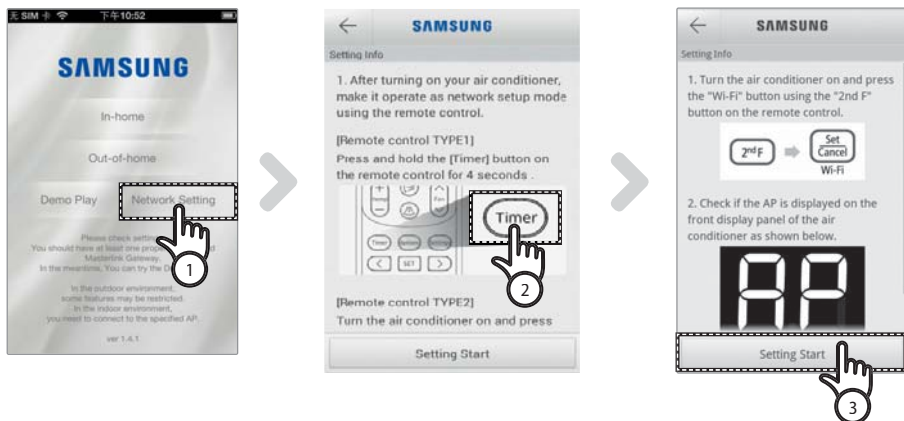 无 SIM 卡 下午10:52
SAMSUNG
In-home
Out-of-home
Demo Play Network Setting
Please check setting
You should have at least one prope d
Masterlink Gateway.
In the meantime, You can try the D
In the outdoor environment,
some features may be restricted.
In the indoor environment,
you need to connect to the specified AP.
ver 1.4.1
1
SAMSUNG
Setting Info
1. After turning on your air conditioner,
make it operate as network setup mode
using the remote control.
[Remote control TYPE1]
Press and hold the [Timer] button on
the remote control for 4 seconds .
Temp
Fan
Timer
SET
Timer
2
[Remote control TYPE2]
Turn the air conditioner on and press
Setting Start
SAMSUNG
Setting Info
1. Turn the air conditioner on and press
the "Wi-Fi" button using the "2nd F"
button on the remote control.
2nd F
Set
Cancel
Wi-Fi
2. Check if the AP is displayed on the
front display panel of the air
conditioner as shown below.
AP
Setting Start
3